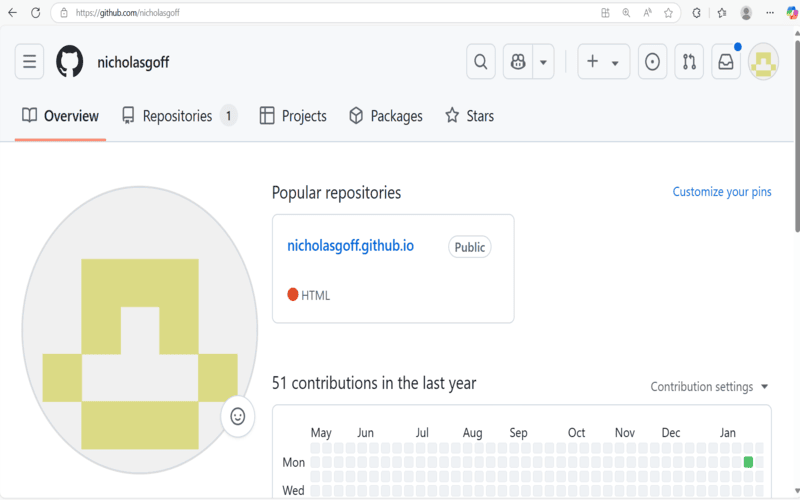 https://github.com/nicholasgoff
nicholasgoff
Overview
Repositories 1
Projects
Packages
Stars
Popular repositories
Customize your pins
nicholasgoff.github.io
Public
HTML
51 contributions in the last year
Contribution settings
May Jun Jul Aug Sep Oct Nov Dec Jan
Mon
Wed